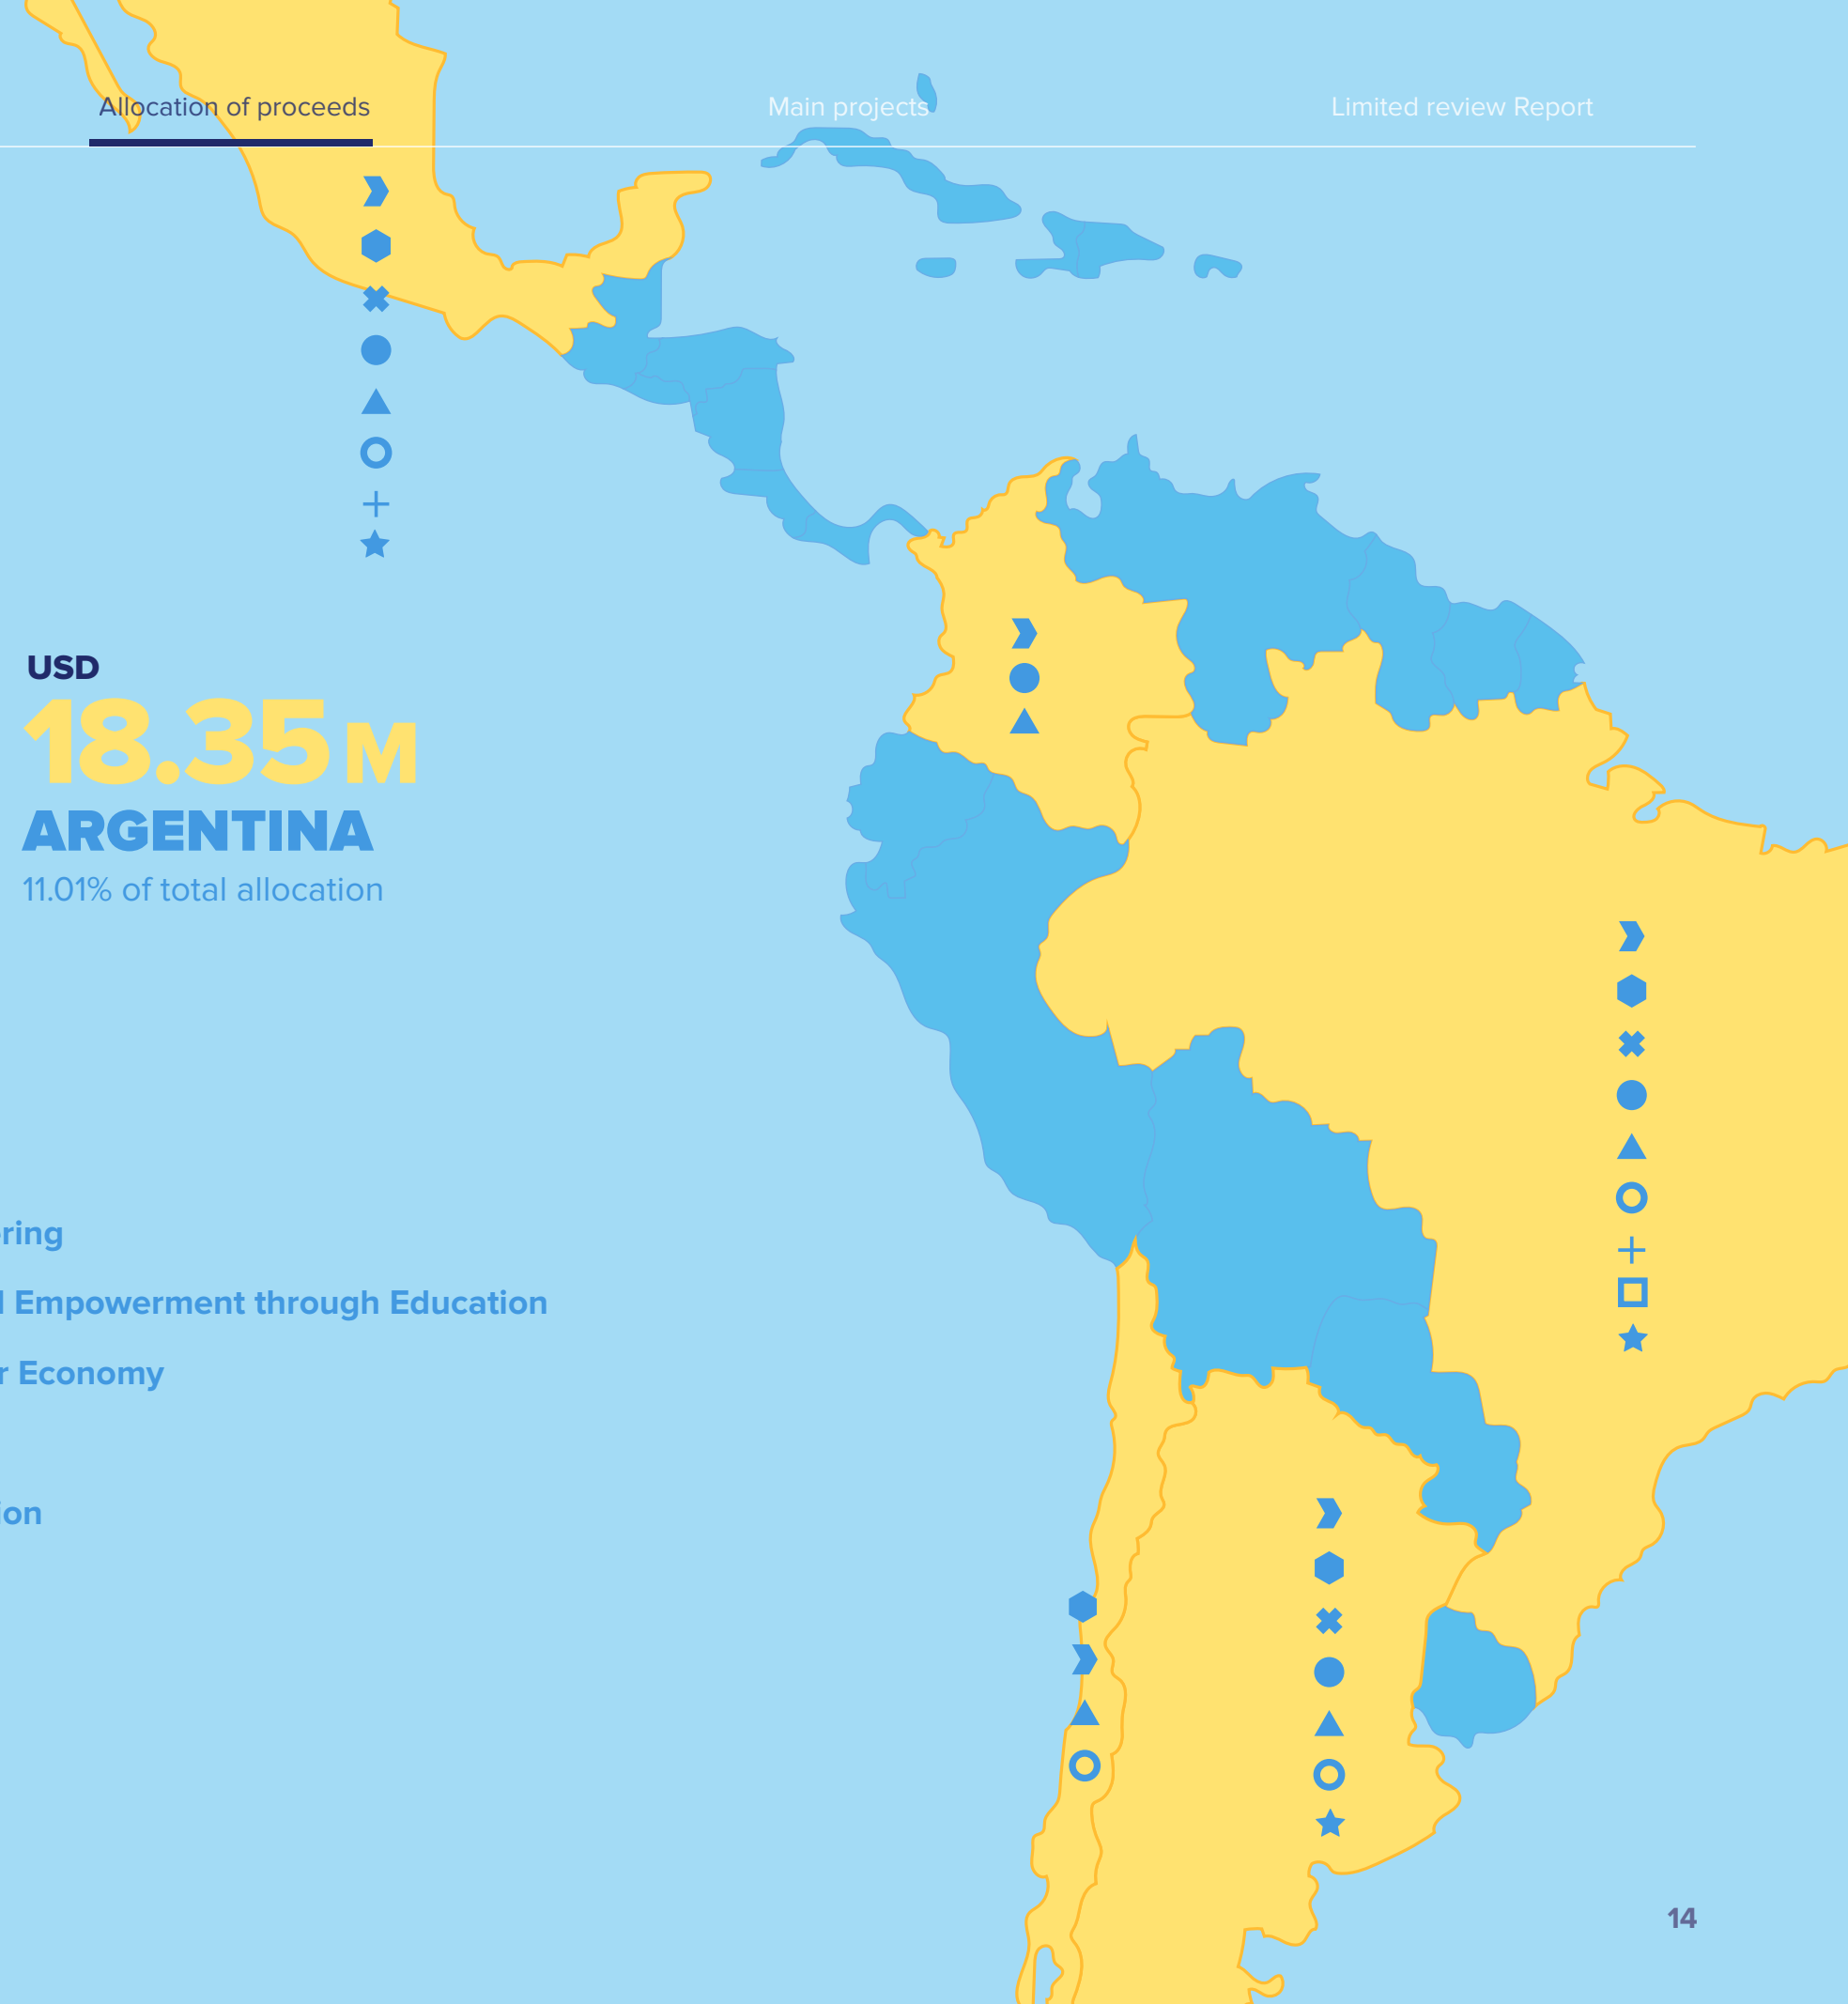 Allocation of proceeds
Main projects
Limited review Report
USD
18.35 M
ARGENTINA
11.01% of total allocation
ring
Empowerment through Education
Economy
ion
14